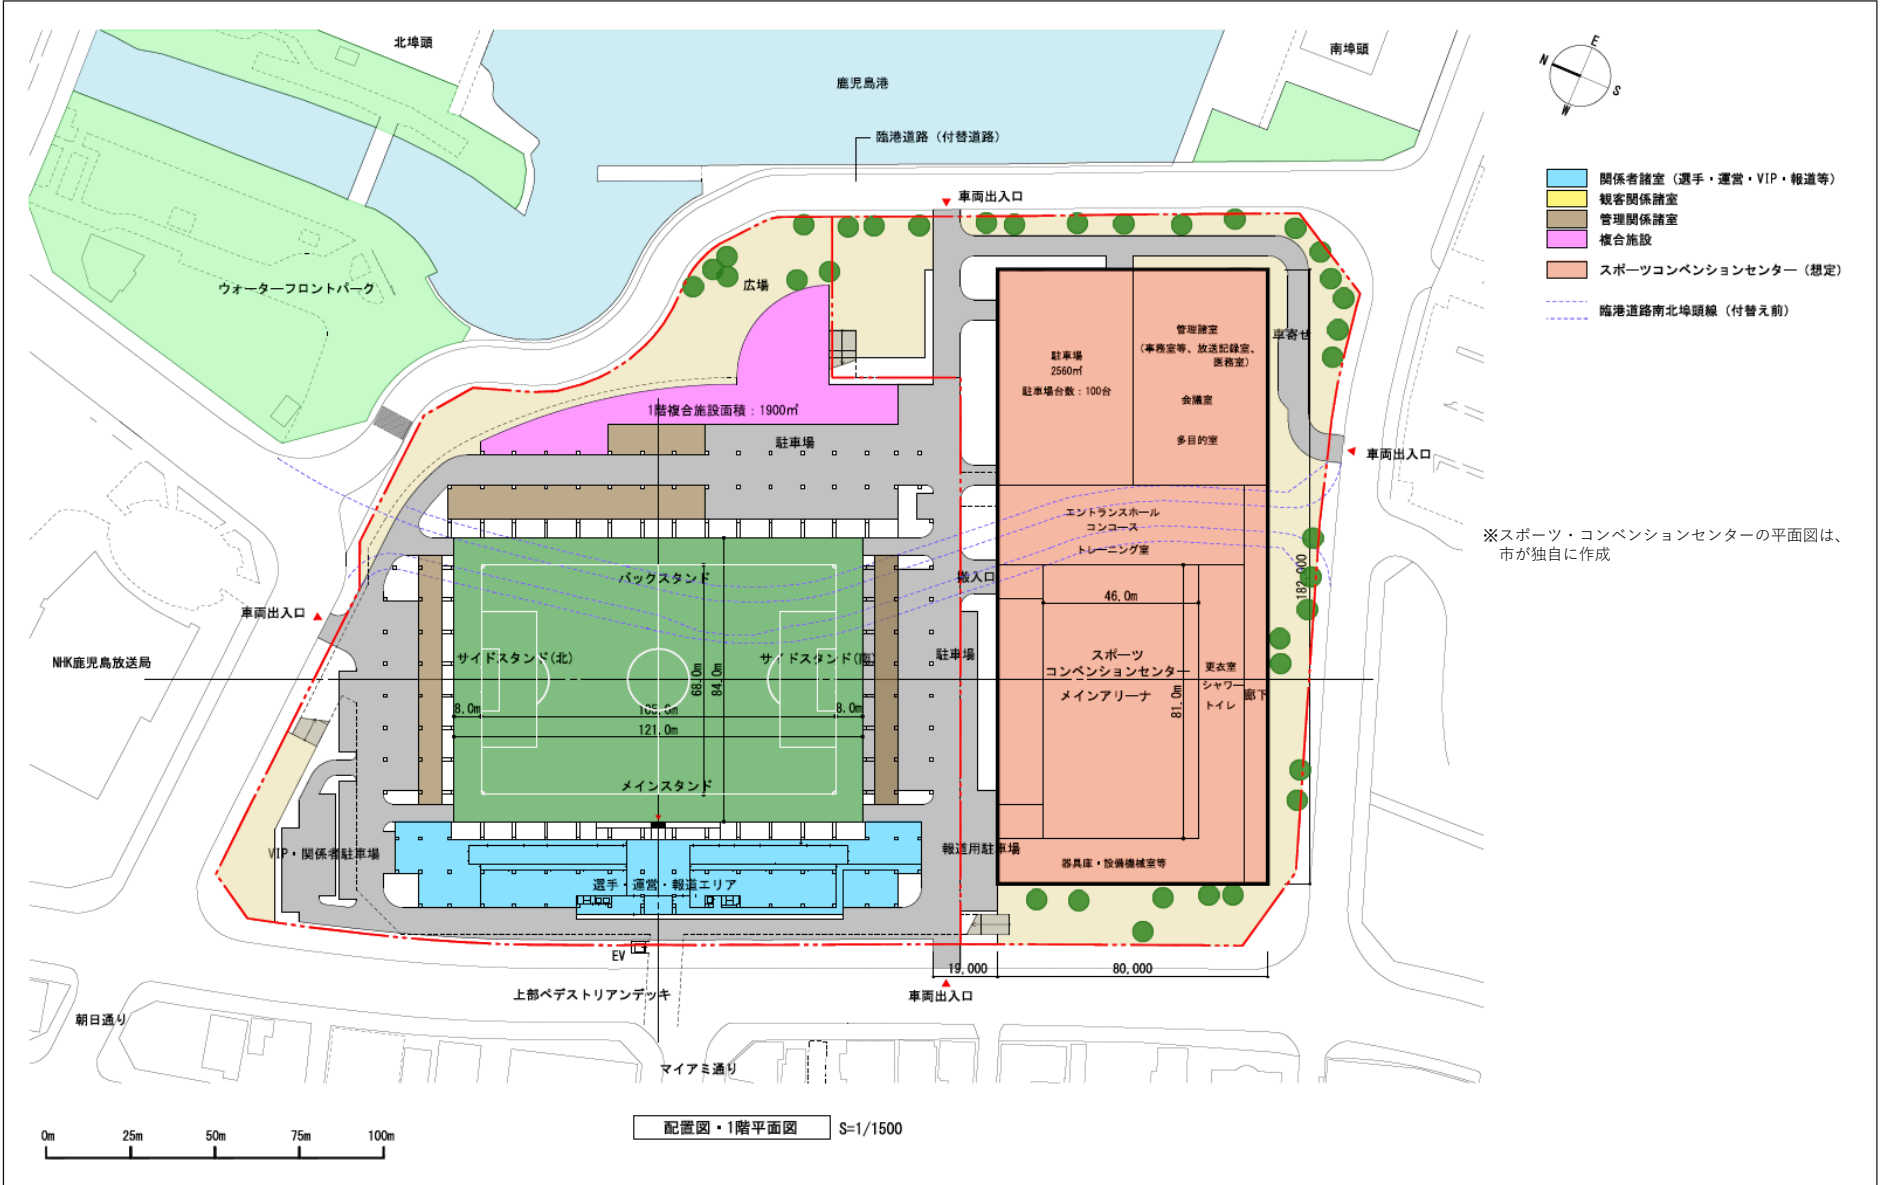 北埠頭
鹿児島港
南埠頭
N
E
S
W
臨港道路（付替道路）
車両出入口
関係者諸室（選手・運営・VIP・報道等）
観客関係諸室
管理関係諸室
複合施設
スポーツコンベンションセンター（想定）
臨港道路南北埠頭線（付替え前）
ウォーターフロントパーク
広場
駐車場
2560㎡
駐車場台数：100台
管理諸室
（事務室等、放送記録室、
医務室）
会議室
多目的室
車寄せ
車両出入口
1階複合施設面積：1900㎡
駐車場
エントランスホール
コンコース
トレーニング室
※スポーツ・コンベンションセンターの平面図は、
市が独自に作成
バックスタンド
搬入口
182,000
46.0m
車両出入口
NHK鹿児島放送局
サイドスタンド(北)
サイドスタンド(南)
68.0m
84.0m
駐車場
スポーツ
コンベンションセンター
メインアリーナ
81.0m
更衣室
シャワー
トイレ
廊下
8.0m
105.0m
8.0m
121.0m
メインスタンド
VIP・関係者駐車場
報道用駐車場
器具庫・設備機械室等
選手・運営・報道エリア
EV
19,000
80,000
上部ペデストリアンデッキ
車両出入口
朝日通り
マイアミ通り
配置図・1階平面図
S=1/1500
0m
25m
50m
75m
100m